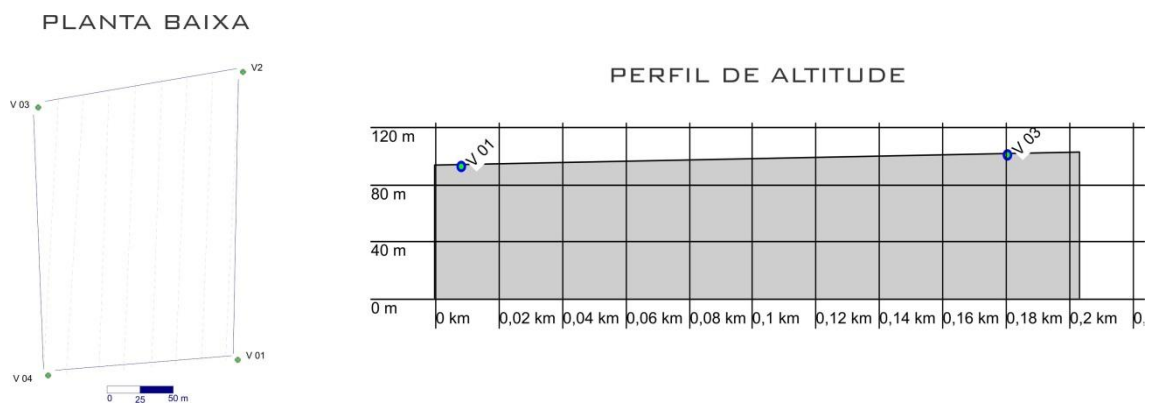 PLANTA BAIXA
V2
V 03
V 01
V 04
0 25 50 m
PERFIL DE ALTITUDE
120 m
V 01
V 03
80 m
40 m
0 m
0 km 0,02 km 0,04 km 0,06 km 0,08 km 0,1 km 0,12 km 0,14 km 0,16 km 0,18 km 0,2 km 0,